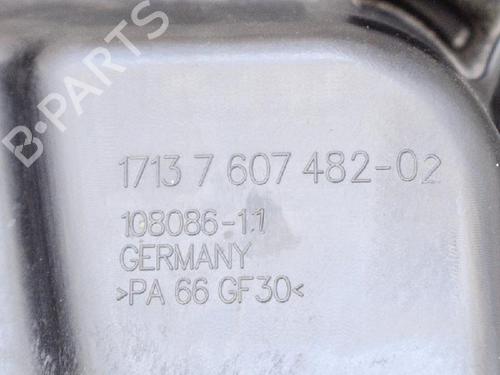 B-PARTS
1713 7 607 482-02
108086-1.1
GERMANY
>PA 66 GF30<